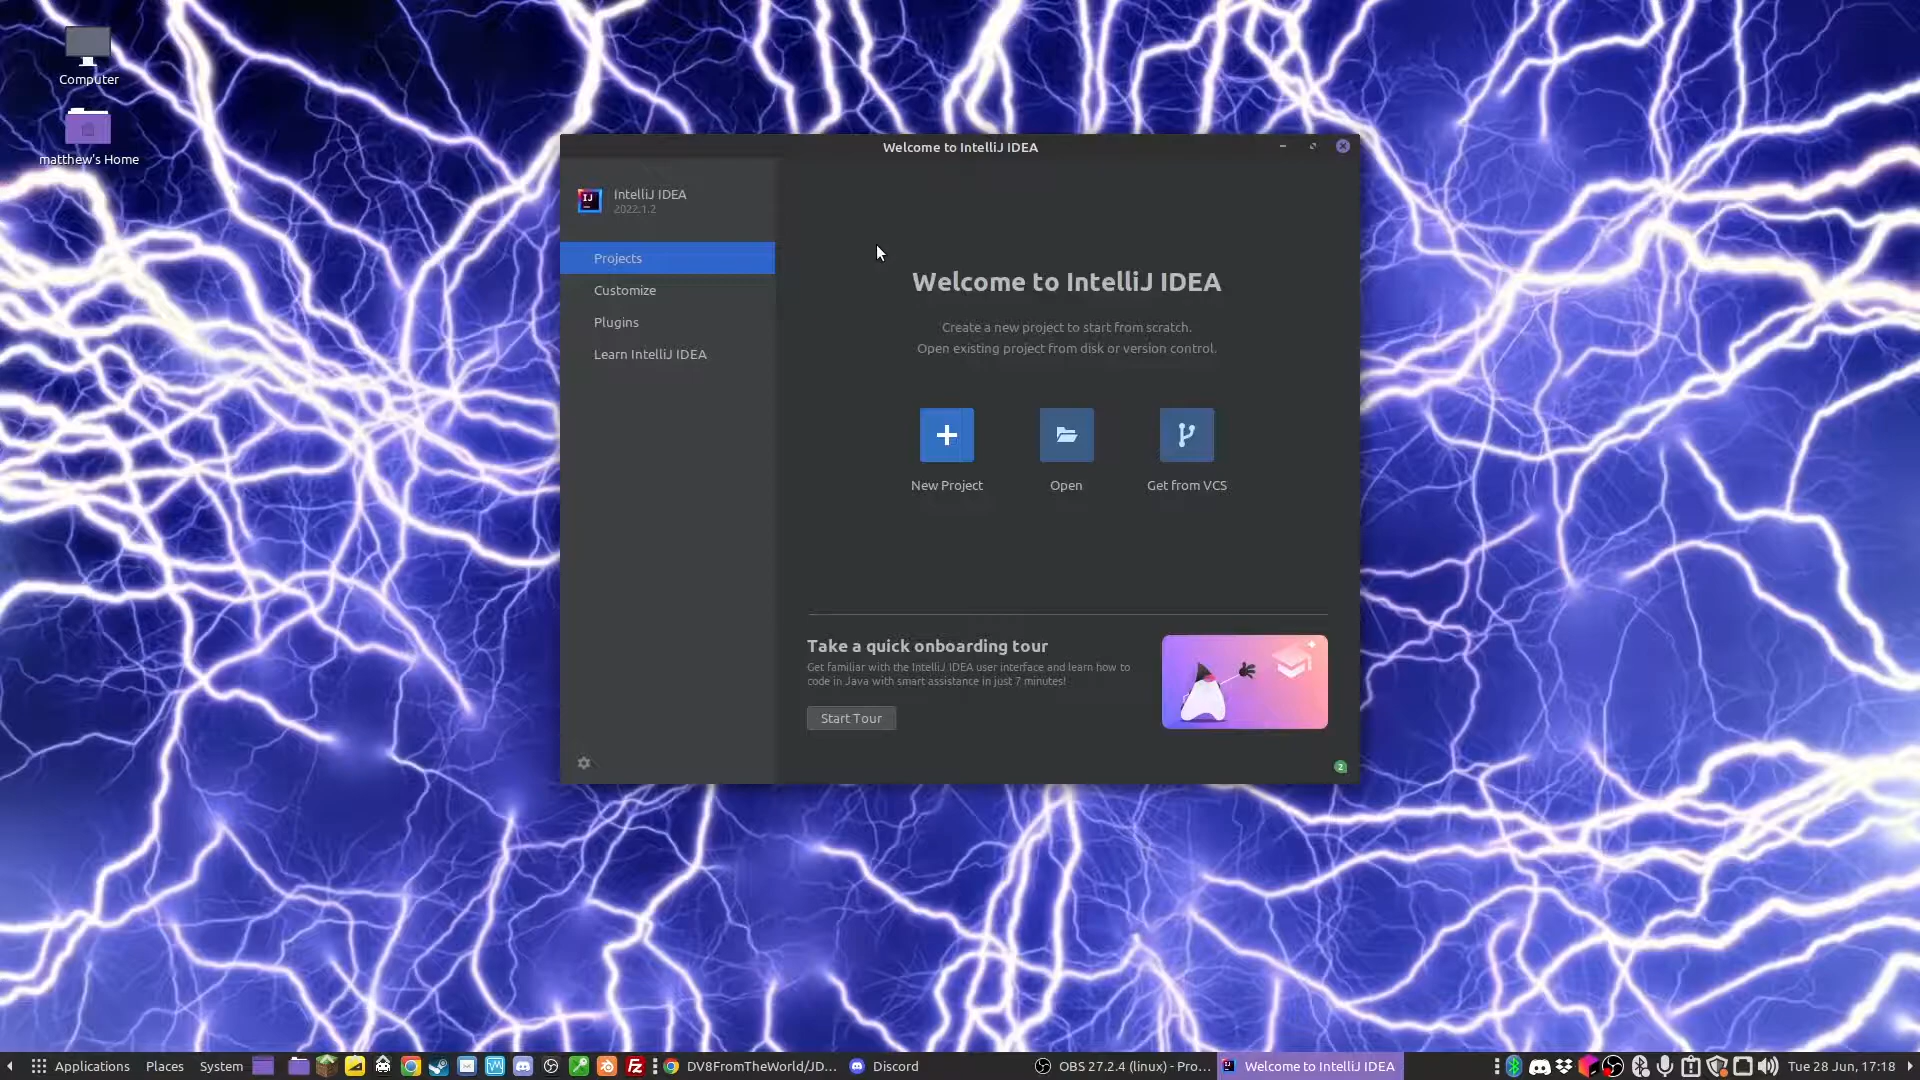 Computer
matthew's Home
Welcome to IntelliJ IDEA
IJ
IntelliJ IDEA
2022.1.2
Projects
Customize
Plugins
Learn IntelliJ IDEA
Welcome to IntelliJ IDEA
Create a new project to start from scratch.
Open existing project from disk or version control.
New Project
Open
Get from VCS
Take a quick onboarding tour
Get familiar with the IntelliJ IDEA user interface and learn how to
code in Java with smart assistance in just 7 minutes!
Start Tour
2
Applications Places System DV8FromTheWorld/JD... Discord OBS 27.2.4 (linux) - Pro... Welcome to IntelliJ IDEA Tue 28 Jun, 17:18